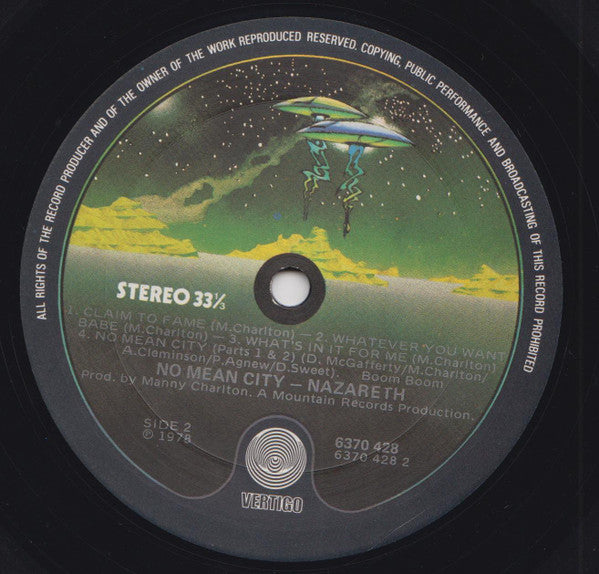 ALL RIGHTS OF THE RECORD PRODUCER AND OF THE OWNER OF THE WORK REPRODUCED RESERVED. COPYING, PUBLIC PERFORMANCE AND BROADCASTING OF THIS RECORD PROHIBITED
STEREO 33⅓
1. CLAIM TO FAME (M.Charlton) — 2. WHATEVER YOU WANT
BABE (M.Charlton) — 3. WHAT'S IN IT FOR ME (M.Charlton)
4. NO MEAN CITY (Parts 1 & 2) (D. McGafferty/M.Charlton/
A.Cleminson/P.Agnew/D.Sweet). Boom Boom
NO MEAN CITY — NAZARETH
Prod. by Manny Charlton. A Mountain Records Production.
SIDE 2
℗ 1978
6370 428
6370 428 2
VERTIGO